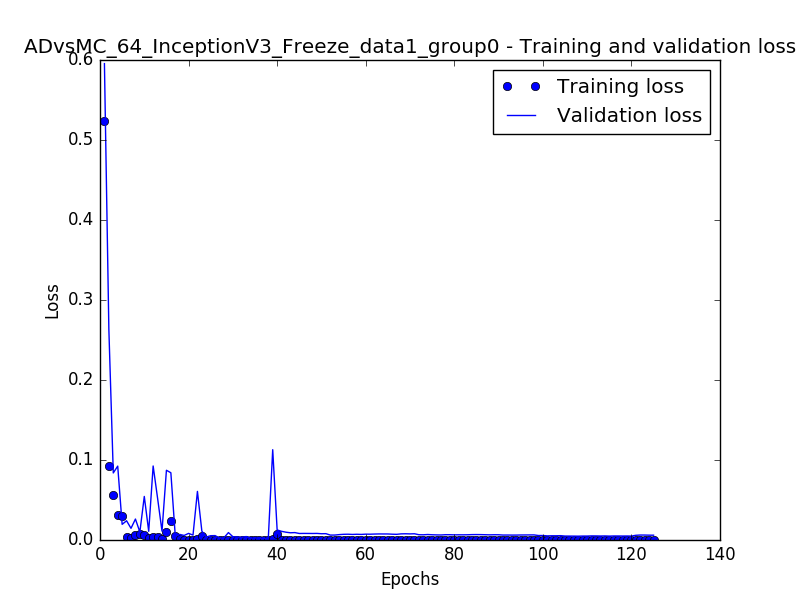 ADvsMC_64_InceptionV3_Freeze_data1_group0 - Training and validation loss
0.6
Training loss
Validation loss
0.5
0.4
0.3
0.2
0.1
0.0
Loss
0 20 40 60 80 100 120 140
Epochs